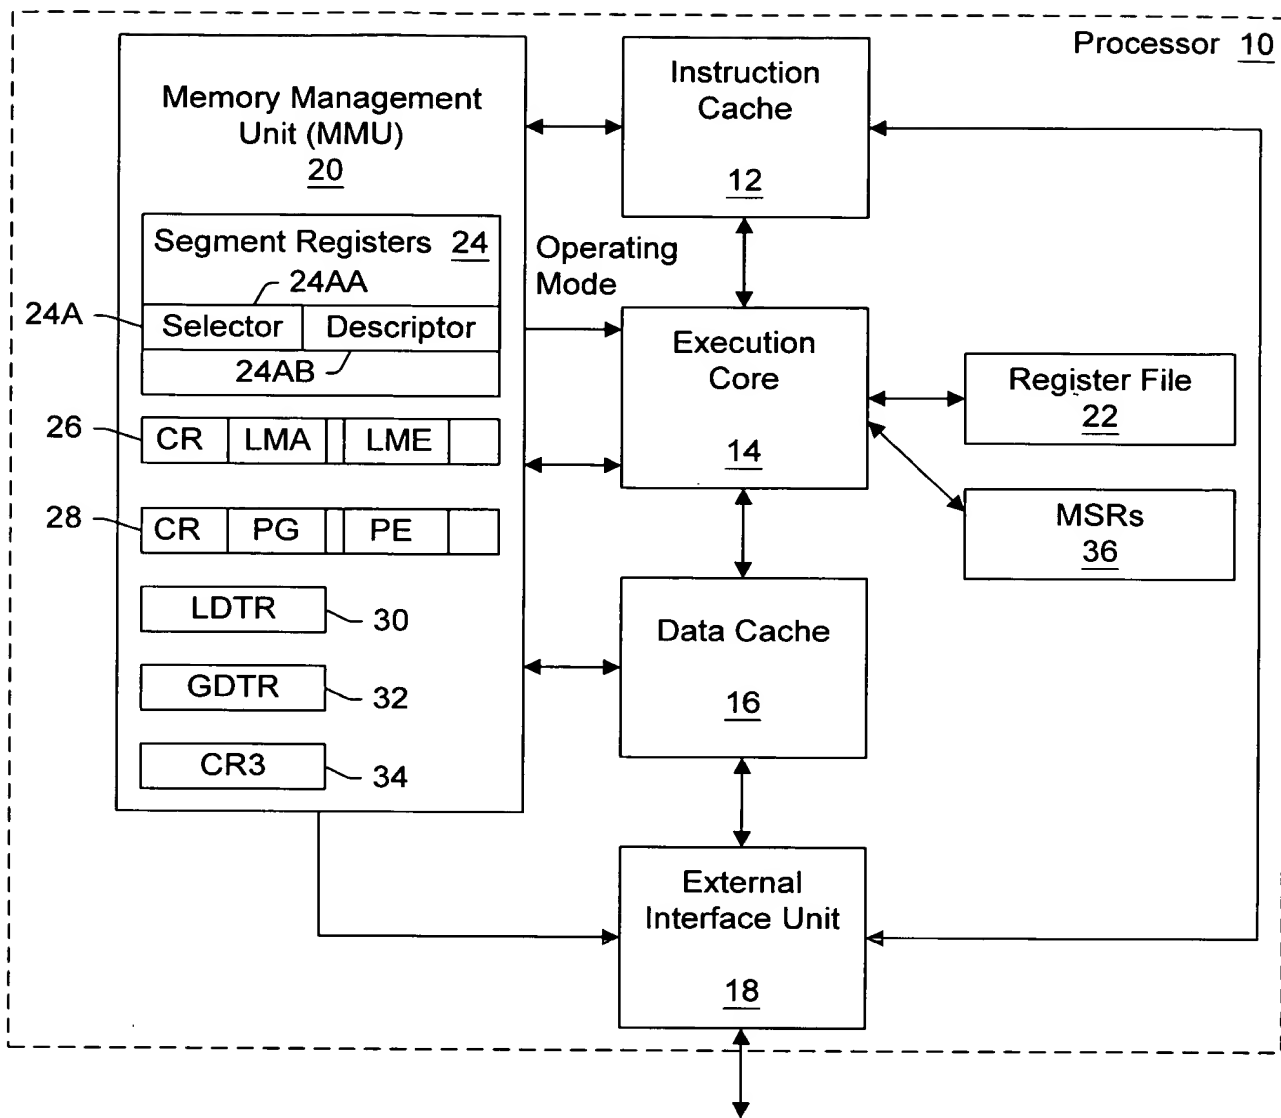 Processor 10
Memory Management
Unit (MMU)
20
Segment Registers 24
24AA
24A
Selector
Descriptor
24AB
26
CR
LMA
LME
28
CR
PG
PE
LDTR
30
GDTR
32
CR3
34
Instruction
Cache
12
Operating
Mode
Execution
Core
14
Register File
22
MSRs
36
Data Cache
16
External
Interface Unit
18